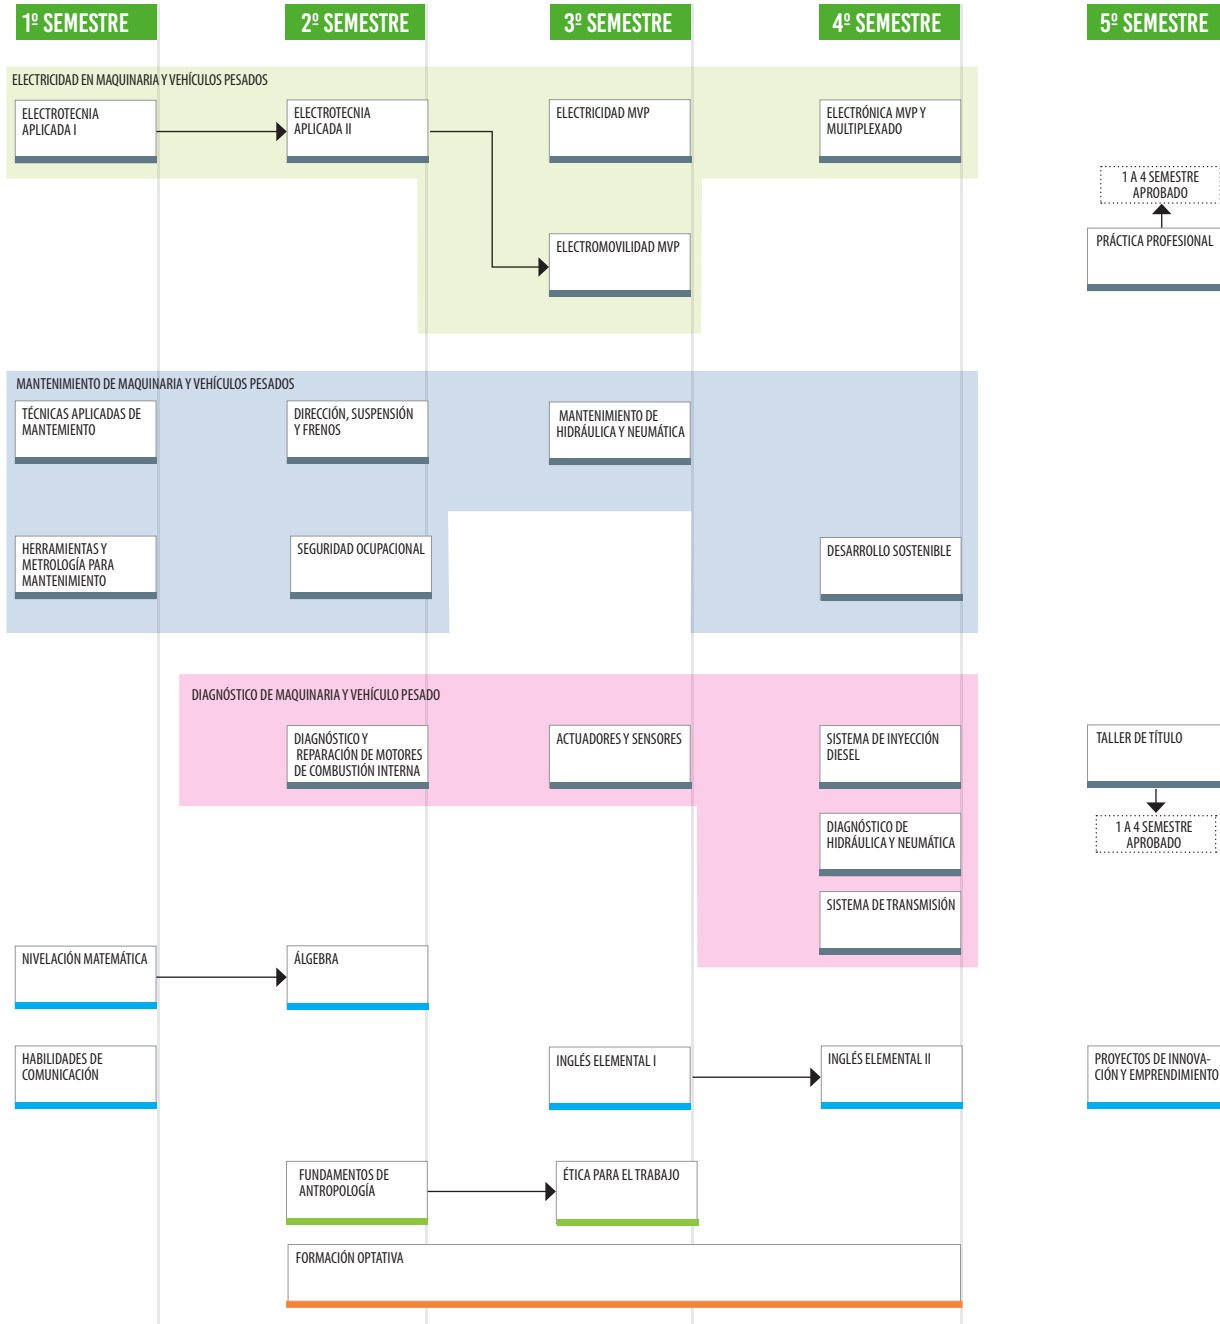 1º SEMESTRE
2º SEMESTRE
3º SEMESTRE
4º SEMESTRE
5º SEMESTRE
ELECTRICIDAD EN MAQUINARIA Y VEHÍCULOS PESADOS
ELECTROTECNIA
APLICADA I
ELECTROTECNIA
APLICADA II
ELECTRICIDAD MVP
ELECTRÓNICA MVP Y
MULTIPLEXADO
1 A 4 SEMESTRE
APROBADO
ELECTROMOVILIDAD MVP
PRÁCTICA PROFESIONAL
MANTENIMIENTO DE MAQUINARIA Y VEHÍCULOS PESADOS
TÉCNICAS APLICADAS DE
MANTEMIENTO
DIRECCIÓN, SUSPENSIÓN
Y FRENOS
MANTENIMIENTO DE
HIDRÁULICA Y NEUMÁTICA
HERRAMIENTAS Y
METROLOGÍA PARA
MANTENIMIENTO
SEGURIDAD OCUPACIONAL
DESARROLLO SOSTENIBLE
DIAGNÓSTICO DE MAQUINARIA Y VEHÍCULO PESADO
DIAGNÓSTICO Y
REPARACIÓN DE MOTORES
DE COMBUSTIÓN INTERNA
ACTUADORES Y SENSORES
SISTEMA DE INYECCIÓN
DIESEL
TALLER DE TÍTULO
DIAGNÓSTICO DE
HIDRÁULICA Y NEUMÁTICA
1 A 4 SEMESTRE
APROBADO
SISTEMA DE TRANSMISIÓN
NIVELACIÓN MATEMÁTICA
ÁLGEBRA
HABILIDADES DE
COMUNICACIÓN
INGLÉS ELEMENTAL I
INGLÉS ELEMENTAL II
PROYECTOS DE INNOVA-
CIÓN Y EMPRENDIMIENTO
FUNDAMENTOS DE
ANTROPOLOGÍA
ÉTICA PARA EL TRABAJO
FORMACIÓN OPTATIVA